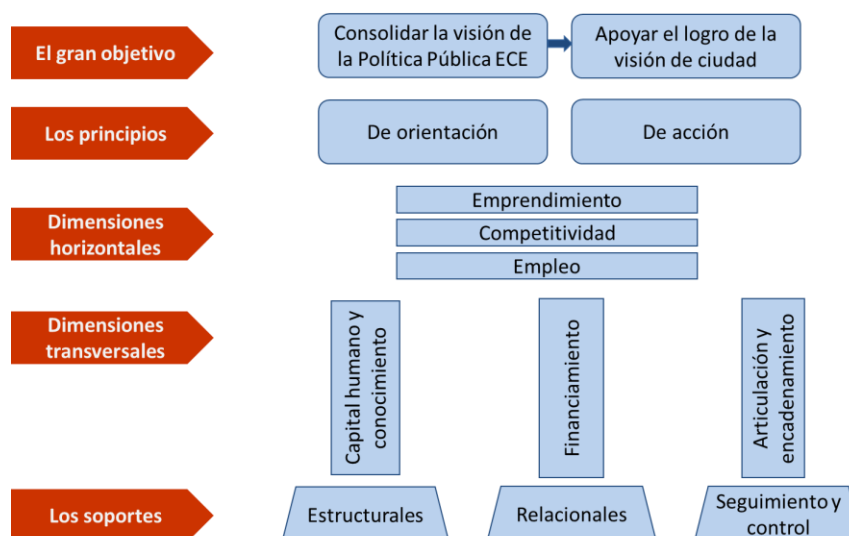 El gran objetivo
Consolidar la visión de
la Política Pública ECE
Apoyar el logro de la
visión de ciudad
Los principios
De orientación
De acción
Dimensiones
horizontales
Emprendimiento
Competitividad
Empleo
Dimensiones
transversales
Capital humano y
conocimiento
Financiamiento
Articulación y
encadenamiento
Los soportes
Estructurales
Relacionales
Seguimiento y
control